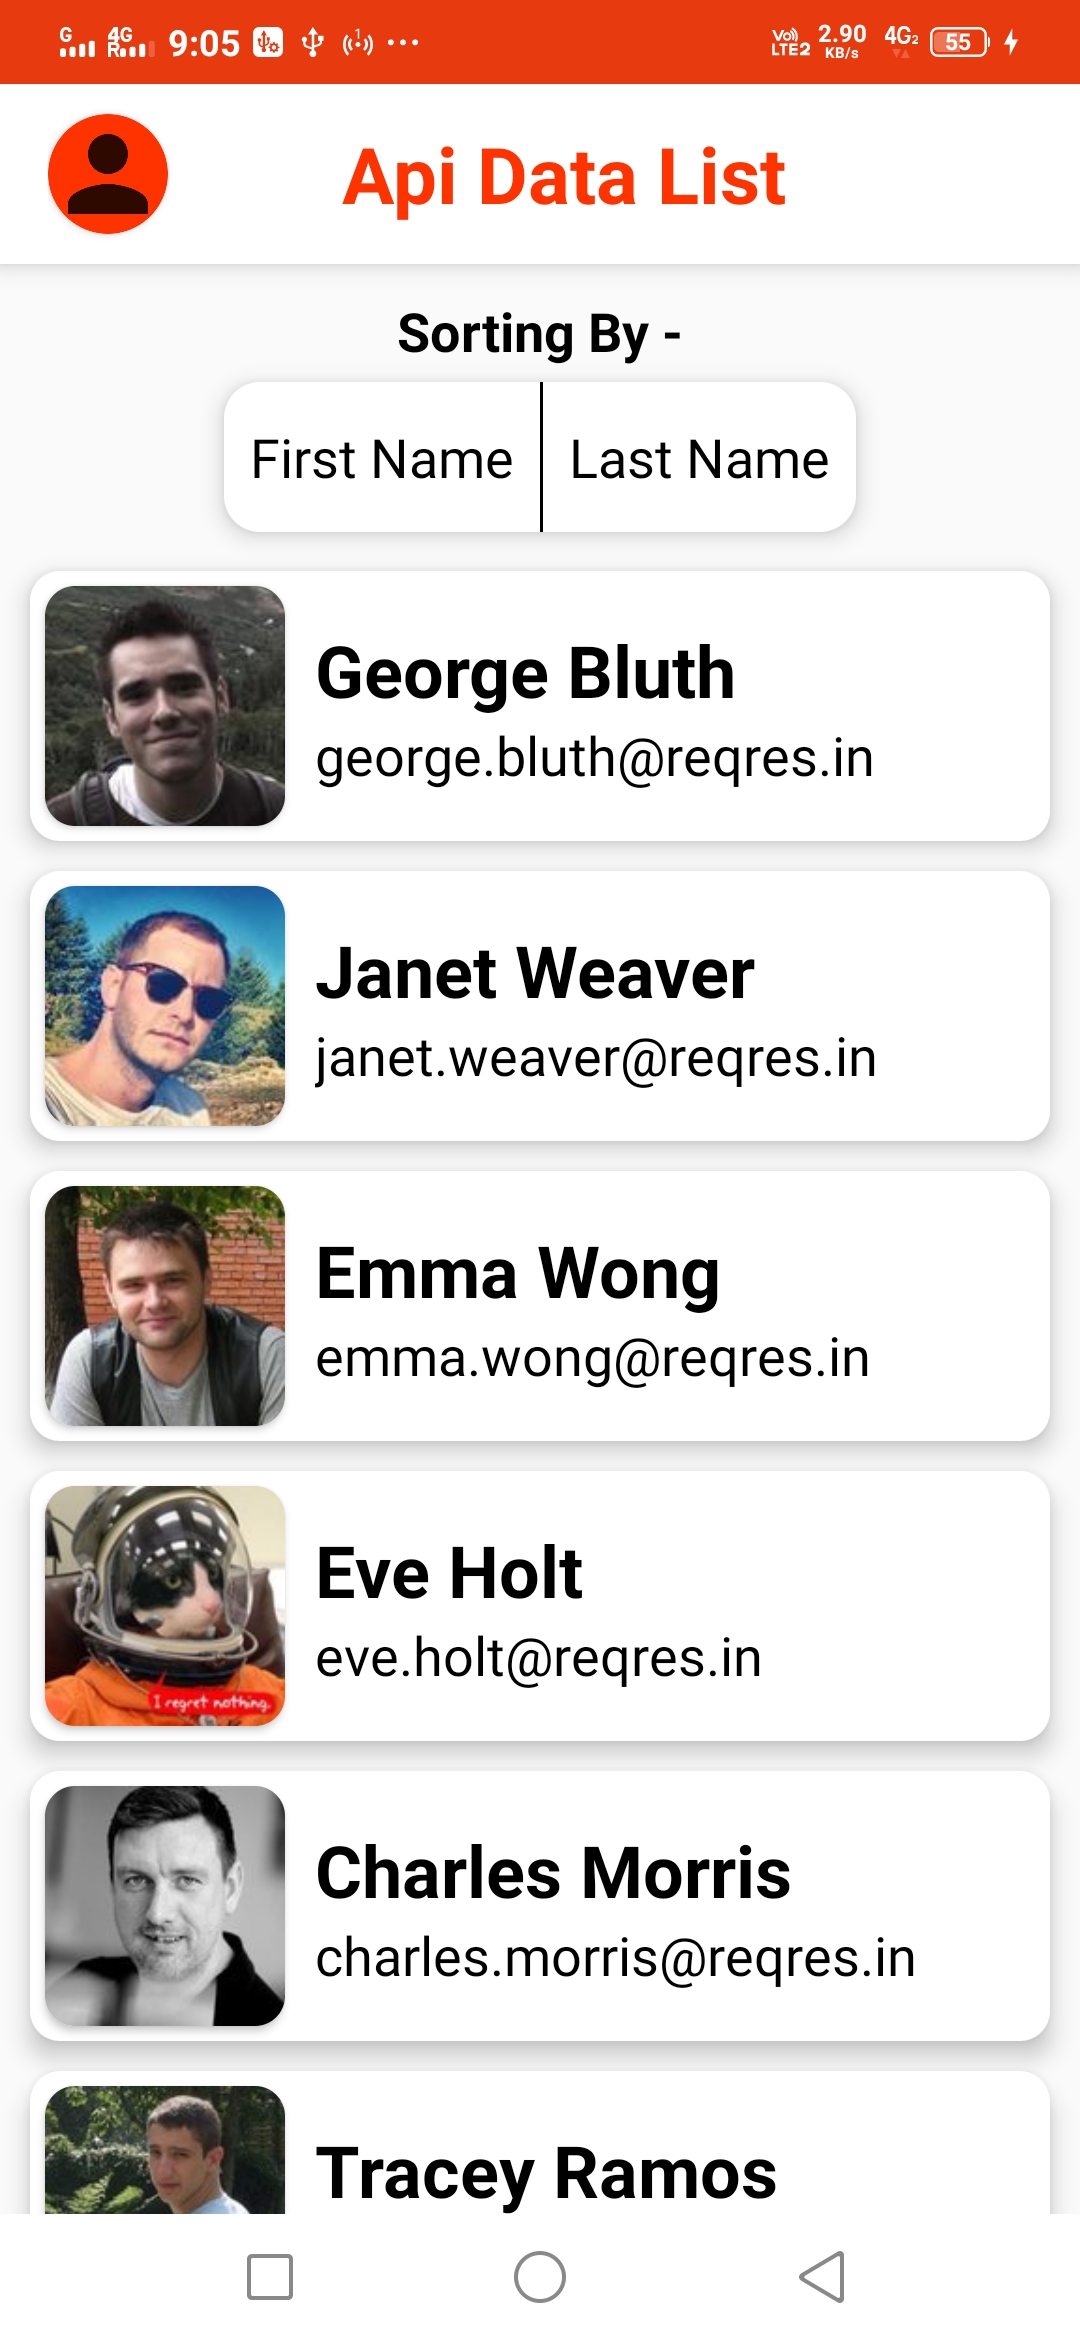 G 4G R 9:05 1 ... Vo) LTE2 2.90 KB/s 4G2 55
Api Data List
Sorting By -
First Name Last Name
George Bluth
george.bluth@reqres.in
Janet Weaver
janet.weaver@reqres.in
Emma Wong
emma.wong@reqres.in
I regret nothing.
Eve Holt
eve.holt@reqres.in
Charles Morris
charles.morris@reqres.in
Tracey Ramos